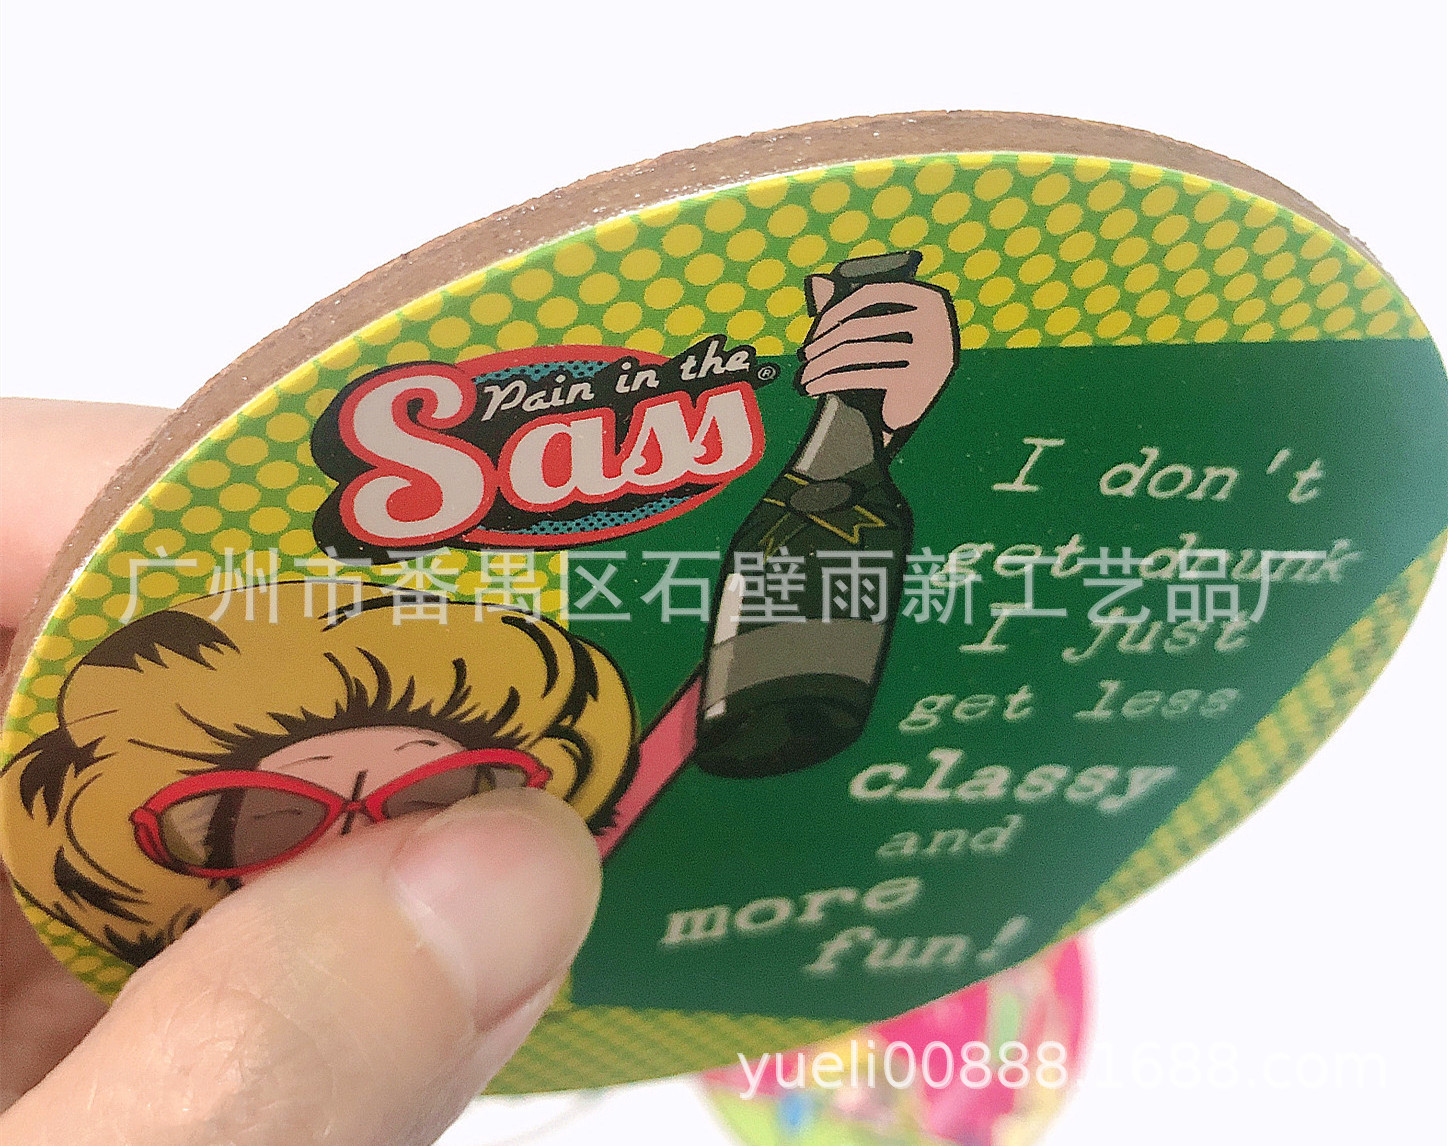 Pain in the
Sass®
I don't
get drunk
I just
get less
classy
and
more
fun!
广州市番禺区石壁雨新工艺品厂
yueli00888.1688.com